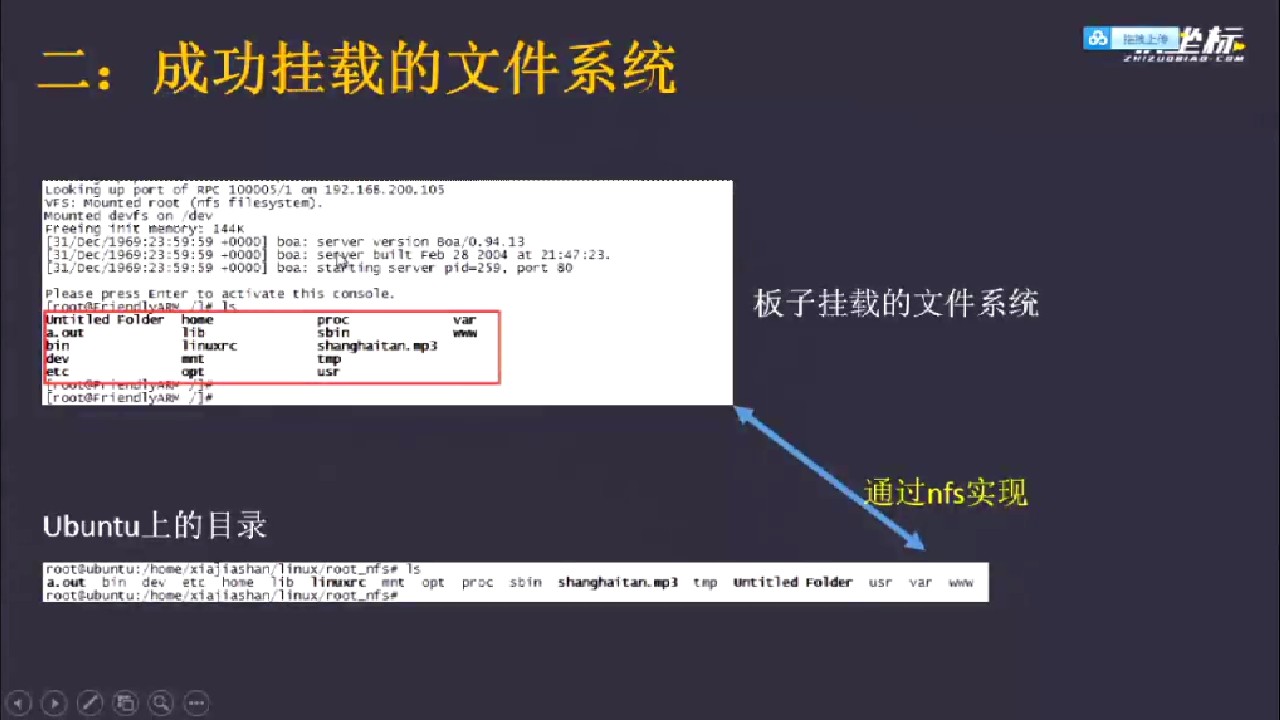 二：成功挂载的文件系统
拖拽上传
坐标
ZHIZUOBIAO.COM
Looking up port of RPC 100005/1 on 192.168.200.105
VFS: Mounted root (nfs filesystem).
Mounted devfs on /dev
Freeing init memory: 144K
[31/Dec/1969:23:59:59 +0000] boa: server version Boa/0.94.13
[31/Dec/1969:23:59:59 +0000] boa: server built Feb 28 2004 at 21:47:23.
[31/Dec/1969:23:59:59 +0000] boa: starting server pid=259, port 80
Please press Enter to activate this console.
[root@FriendlyARM /]# ls
Untitled Folder home proc var
a.out lib sbin www
bin linuxrc shanghaitan.mp3
dev mnt tmp
etc opt usr
[root@FriendlyARM /]#
[root@FriendlyARM /]#
板子挂载的文件系统
通过nfs实现
Ubuntu上的目录
root@ubuntu:/home/xiajiashan/linux/root_nfs# ls
a.out bin dev etc home lib linuxrc mnt opt proc sbin shanghaitan.mp3 tmp Untitled Folder usr var www
root@ubuntu:/home/xiajiashan/linux/root_nfs#